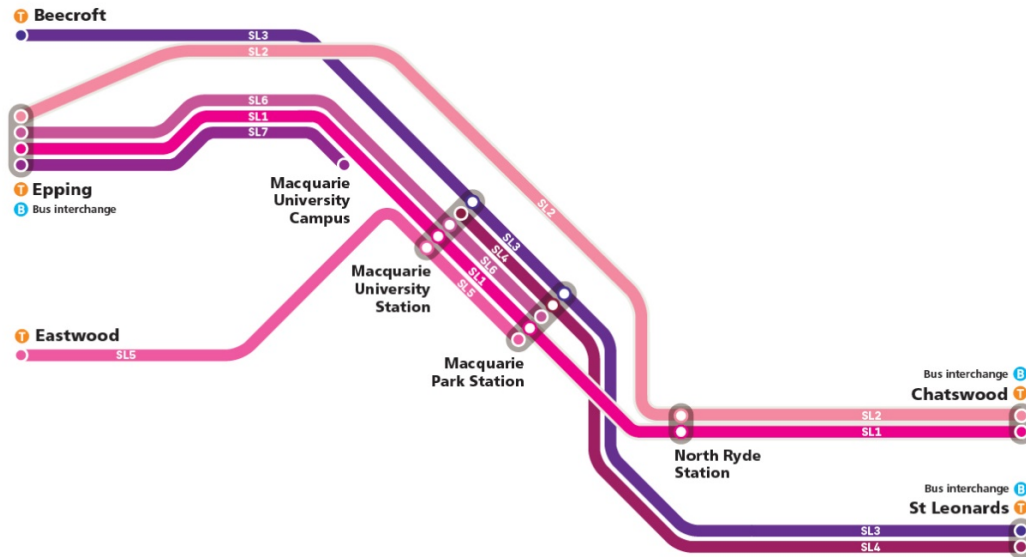 T Beecroft
SL3
SL2
SL6
SL1
SL7
T Epping
B Bus interchange
Macquarie
University
Campus
SL2
Macquarie
University
Station
SL3
SL4
SL6
SL1
SL5
T Eastwood
SL5
Macquarie
Park Station
Bus interchange B
Chatswood T
SL2
SL1
North Ryde
Station
Bus interchange B
St Leonards T
SL3
SL4